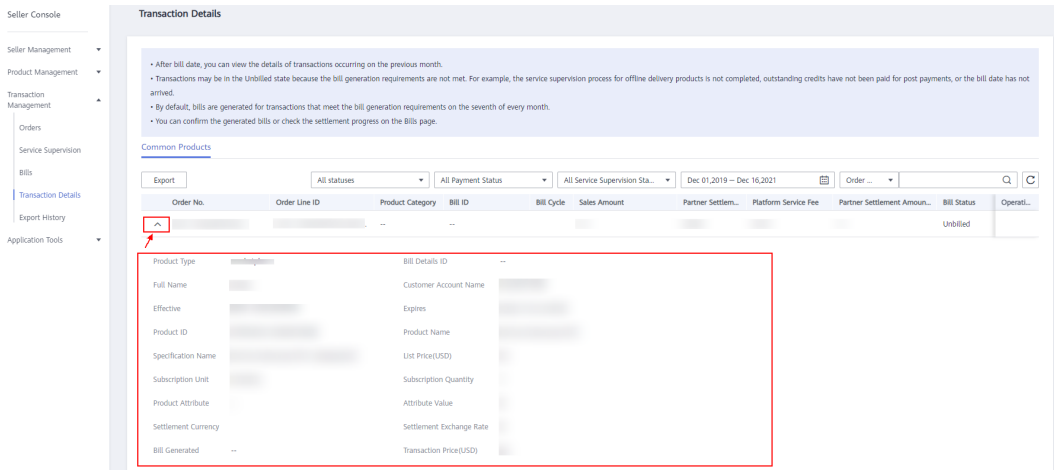 Seller Console
Transaction Details
Seller Management
Product Management
Transaction
Management
Orders
Service Supervision
Bills
Transaction Details
Export History
Application Tools
• After bill date, you can view the details of transactions occurring on the previous month.
• Transactions may be in the Unbilled state because the bill generation requirements are not met. For example, the service supervision process for offline delivery products is not completed, outstanding credits have not been paid for post payments, or the bill date has not
arrived.
• By default, bills are generated for transactions that meet the bill generation requirements on the seventh of every month.
• You can confirm the generated bills or check the settlement progress on the Bills page.
Common Products
Export All statuses All Payment Status All Service Supervision Sta... Dec 01,2019 — Dec 16,2021 Order ...
Order No. Order Line ID Product Category Bill ID Bill Cycle Sales Amount Partner Settlem... Platform Service Fee Partner Settlement Amoun... Bill Status Operati...
-- -- Unbilled
Product Type Bill Details ID --
Full Name Customer Account Name
Effective Expires
Product ID Product Name
Specification Name List Price(USD)
Subscription Unit Subscription Quantity
Product Attribute Attribute Value
Settlement Currency Settlement Exchange Rate
Bill Generated -- Transaction Price(USD)